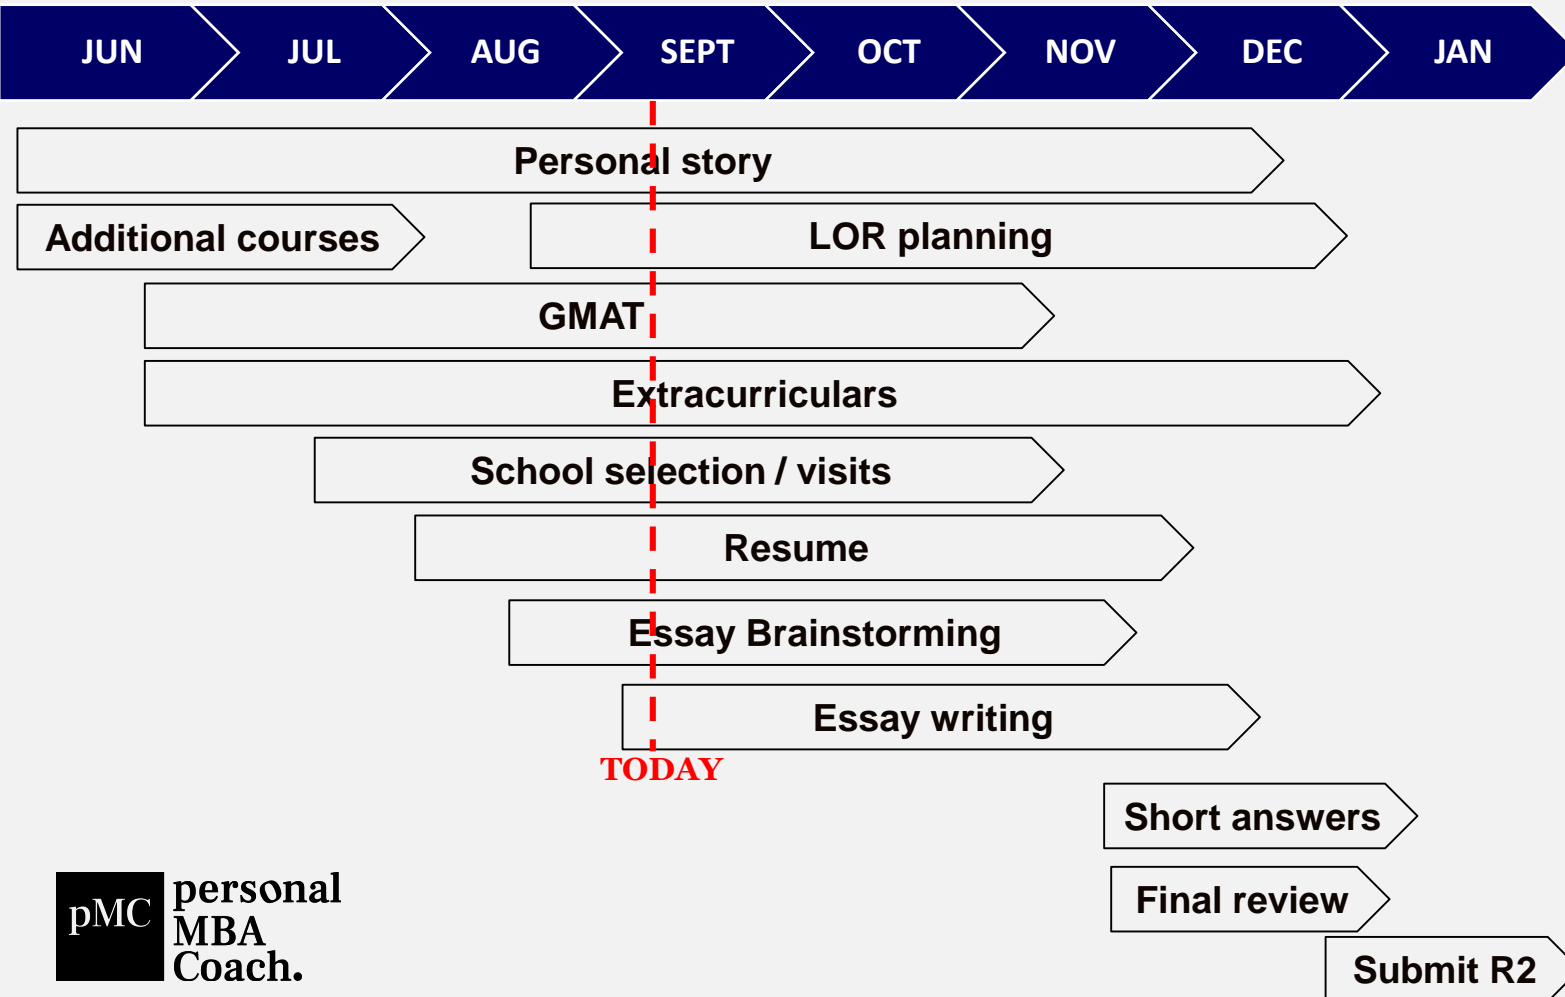 JUN JUL AUG SEPT OCT NOV DEC JAN
Personal story
Additional courses
LOR planning
GMAT
Extracurriculars
School selection / visits
Resume
Essay Brainstorming
Essay writing
TODAY
Short answers
Final review
Submit R2
pMC
personal
MBA
Coach.